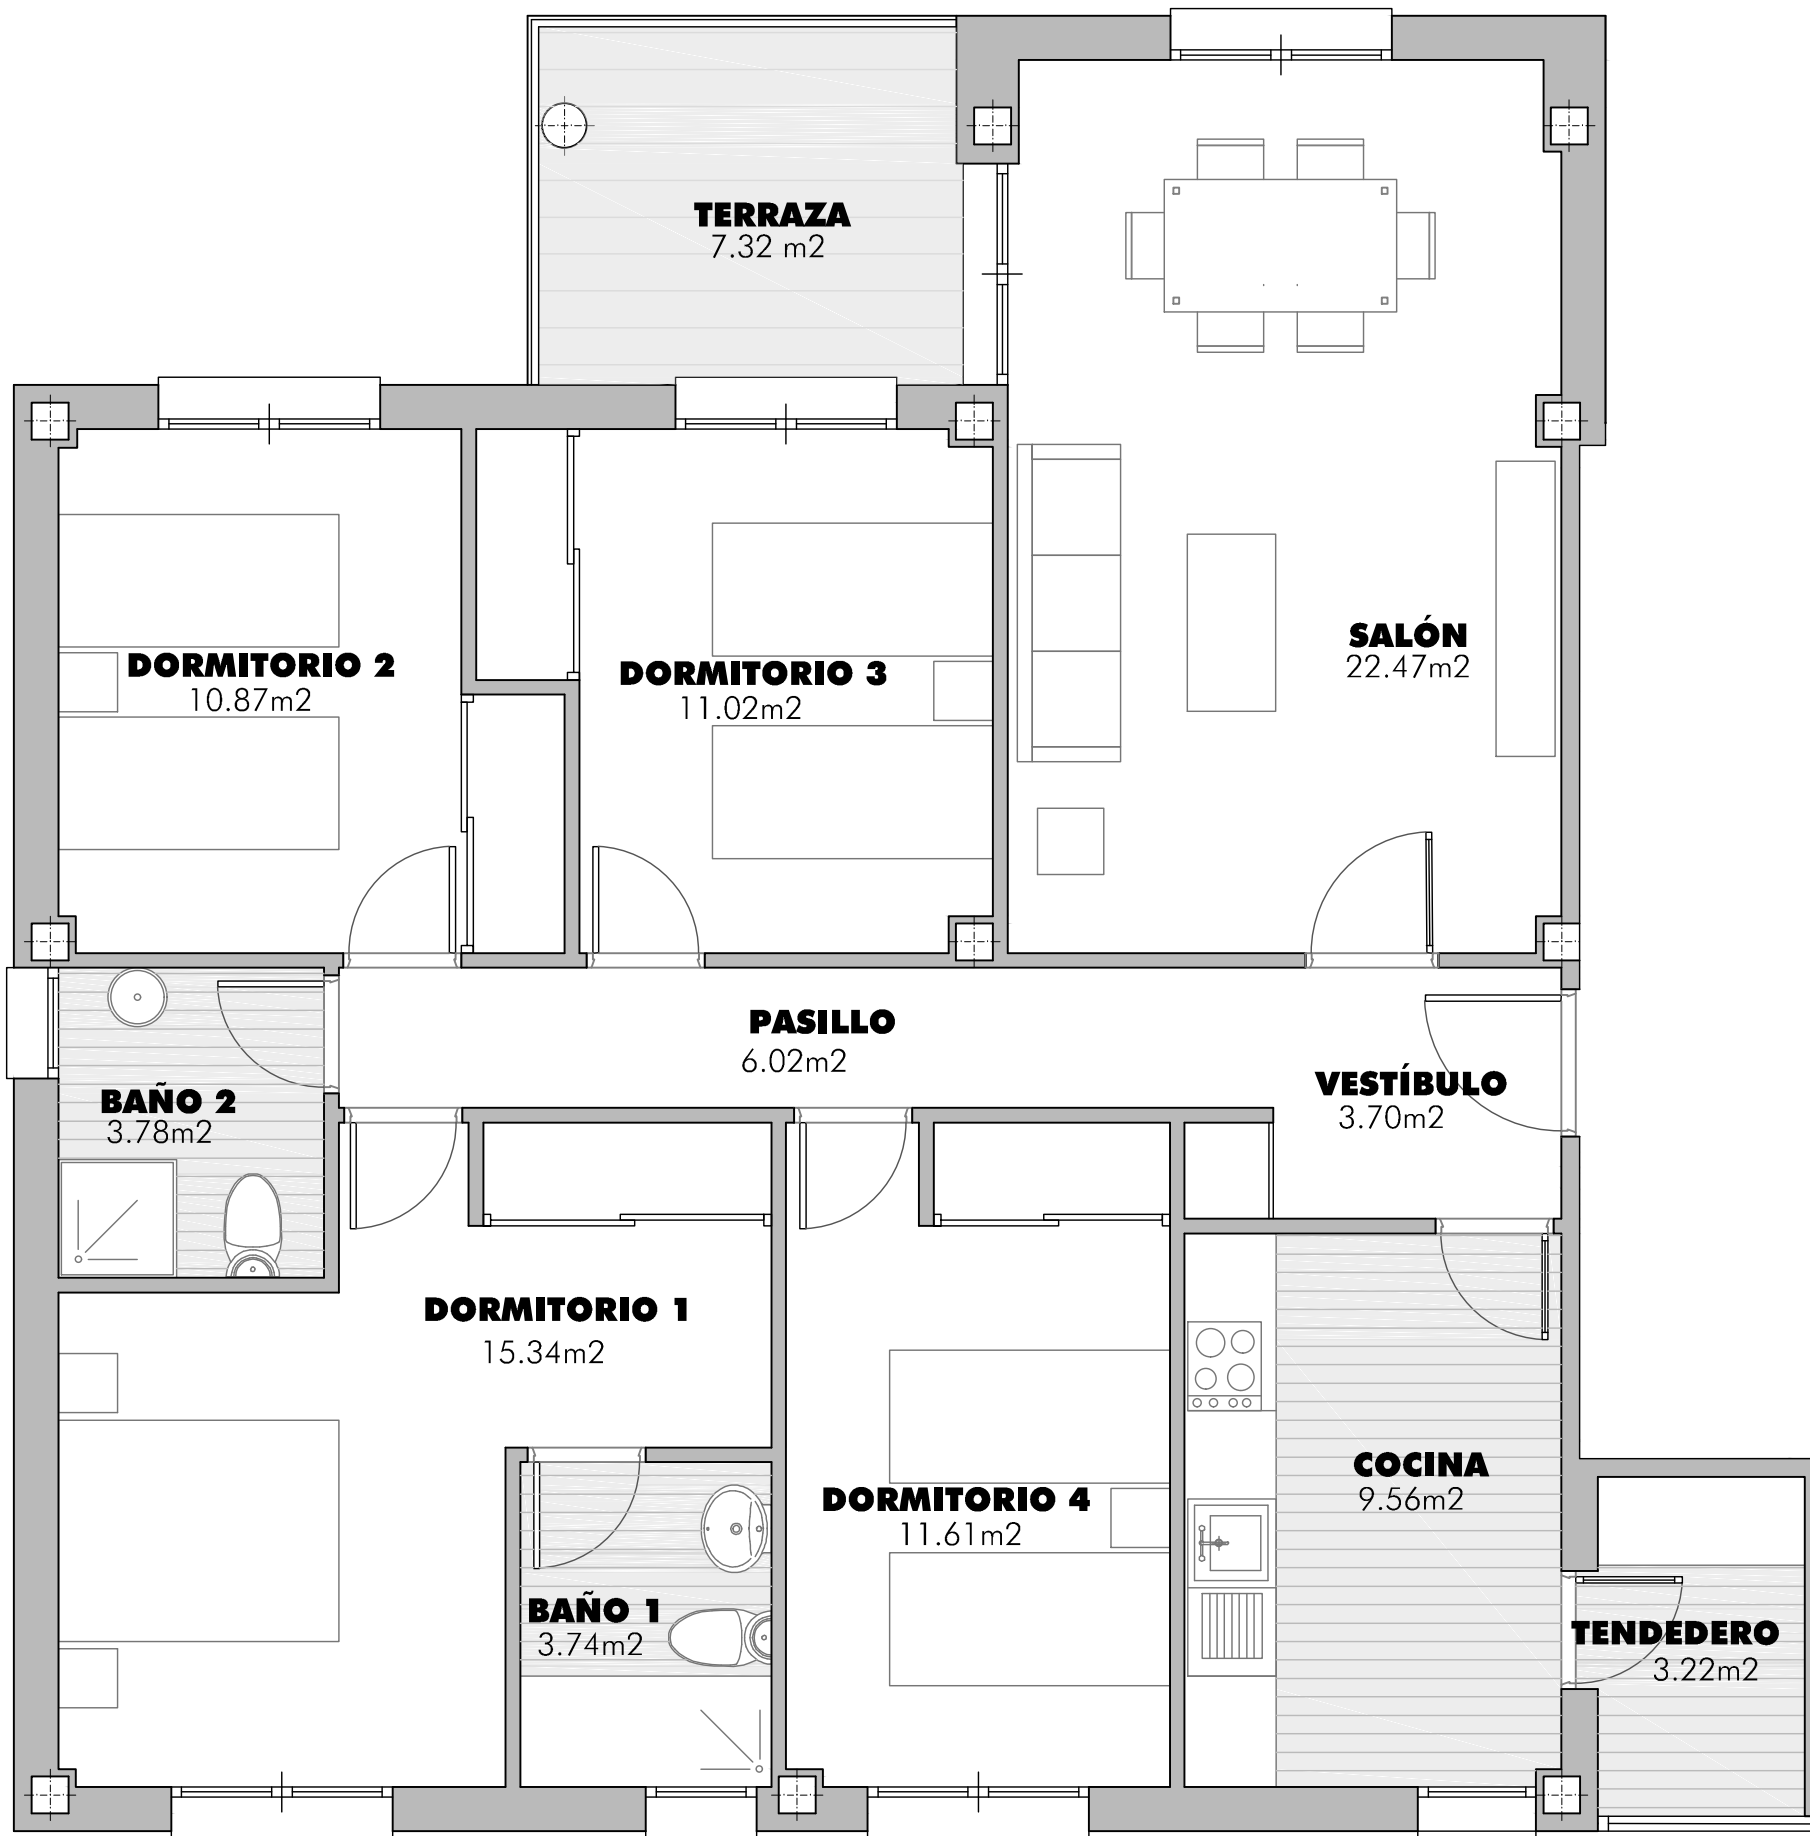 TERRAZA
7.32 m2
SALÓN
22.47m2
DORMITORIO 2
10.87m2
DORMITORIO 3
11.02m2
PASILLO
6.02m2
VESTÍBULO
3.70m2
BAÑO 2
3.78m2
DORMITORIO 1
15.34m2
COCINA
9.56m2
DORMITORIO 4
11.61m2
BAÑO 1
3.74m2
TENDEDERO
3.22m2